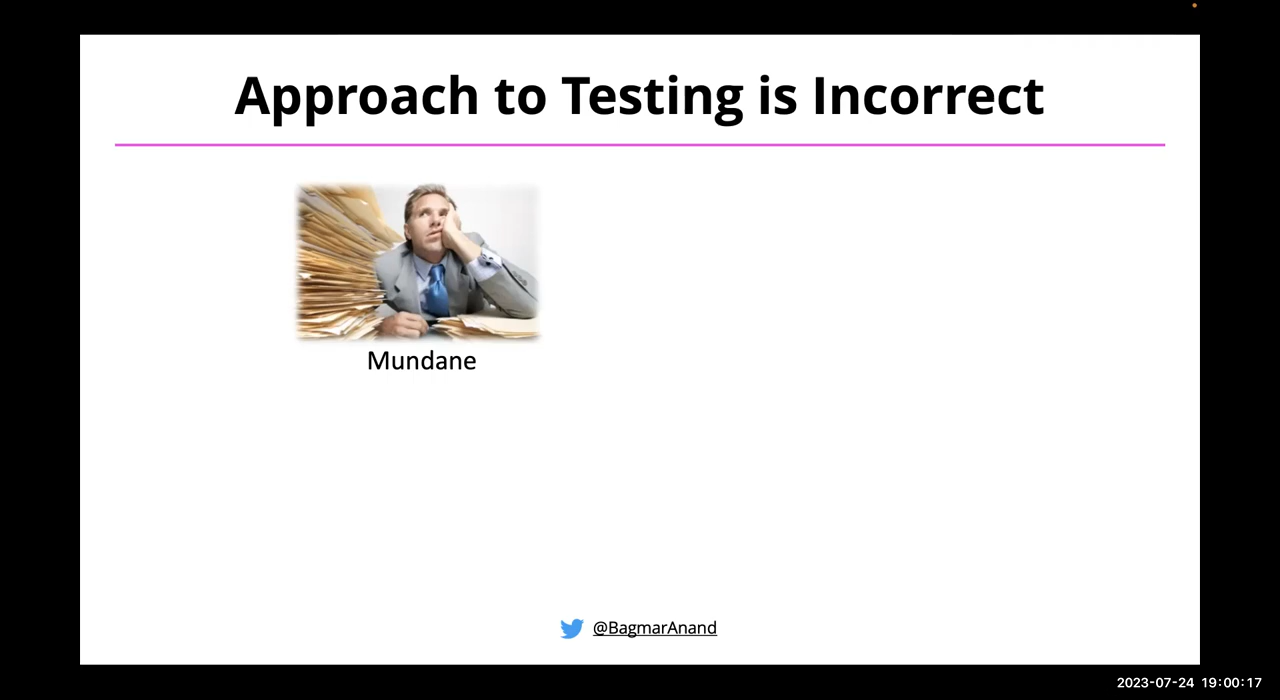 Approach to Testing is Incorrect
Mundane
@BagmarAnand
2023-07-24 19:00:17